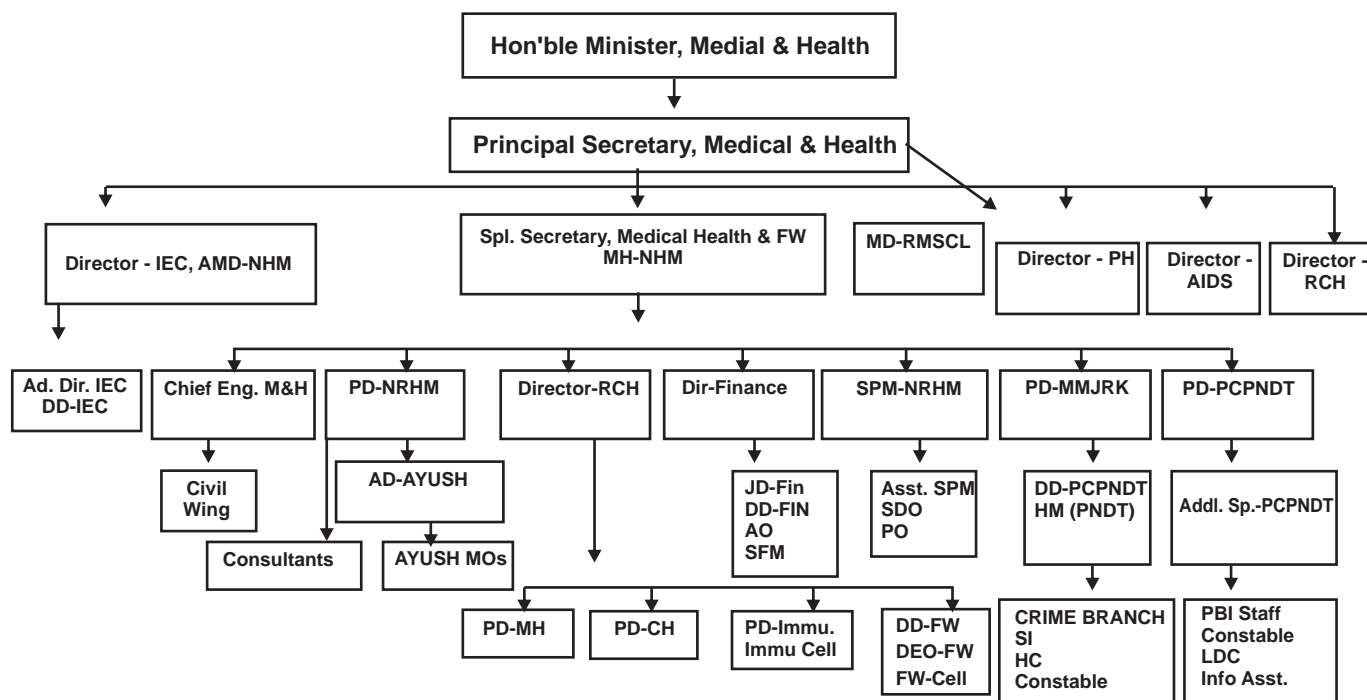 Hon'ble Minister, Medial & Health
Principal Secretary, Medical & Health
Director - IEC, AMD-NHM
Spl. Secretary, Medical Health & FW
MH-NHM
MD-RMSCL
Director - PH
Director -
AIDS
Director -
RCH
Ad. Dir. IEC
DD-IEC
Chief Eng. M&H
PD-NRHM
Director-RCH
Dir-Finance
SPM-NRHM
PD-MMJRK
PD-PCPNDT
Civil
Wing
AD-AYUSH
JD-Fin
DD-FIN
AO
SFM
Asst. SPM
SDO
PO
DD-PCPNDT
HM (PNDT)
Addl. Sp.-PCPNDT
Consultants
AYUSH MOs
PD-MH
PD-CH
PD-Immu.
Immu Cell
DD-FW
DEO-FW
FW-Cell
CRIME BRANCH
SI
HC
Constable
PBI Staff
Constable
LDC
Info Asst.